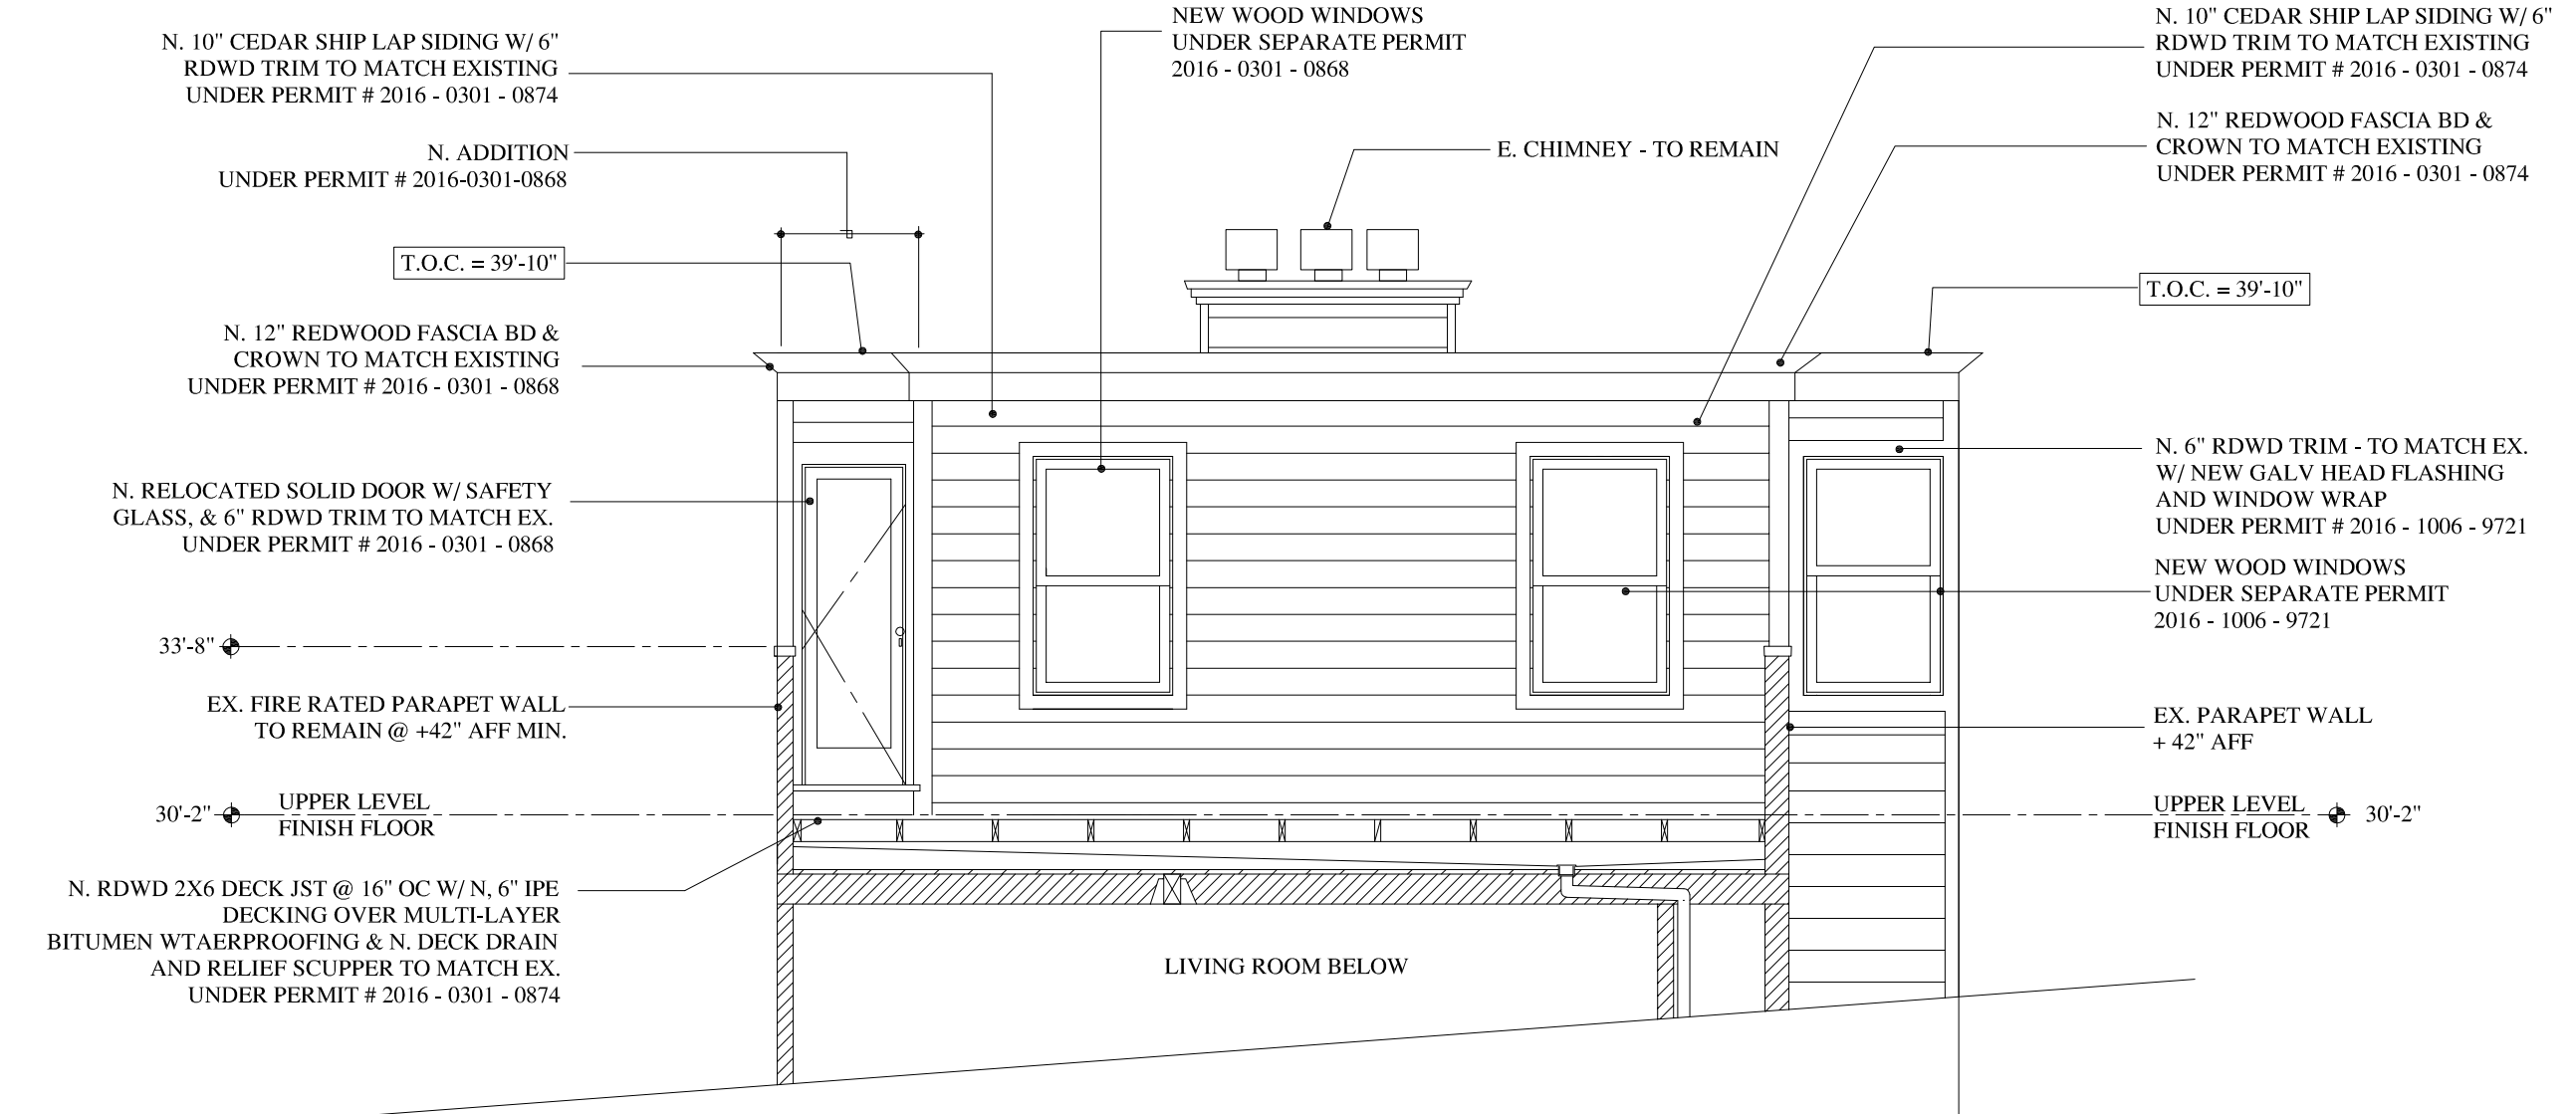 N. 10" CEDAR SHIP LAP SIDING W/ 6"
RDWD TRIM TO MATCH EXISTING
UNDER PERMIT # 2016 - 0301 - 0874
N. ADDITION
UNDER PERMIT # 2016-0301-0868
T.O.C. = 39'-10"
N. 12" REDWOOD FASCIA BD &
CROWN TO MATCH EXISTING
UNDER PERMIT # 2016 - 0301 - 0868
N. RELOCATED SOLID DOOR W/ SAFETY
GLASS, & 6" RDWD TRIM TO MATCH EX.
UNDER PERMIT # 2016 - 0301 - 0868
33'-8"
EX. FIRE RATED PARAPET WALL
TO REMAIN @ +42" AFF MIN.
30'-2"
UPPER LEVEL
FINISH FLOOR
N. RDWD 2X6 DECK JST @ 16" OC W/ N, 6" IPE
DECKING OVER MULTI-LAYER
BITUMEN WTAERPROOFING & N. DECK DRAIN
AND RELIEF SCUPPER TO MATCH EX.
UNDER PERMIT # 2016 - 0301 - 0874
NEW WOOD WINDOWS
UNDER SEPARATE PERMIT
2016 - 0301 - 0868
E. CHIMNEY - TO REMAIN
LIVING ROOM BELOW
N. 10" CEDAR SHIP LAP SIDING W/ 6"
RDWD TRIM TO MATCH EXISTING
UNDER PERMIT # 2016 - 0301 - 0874
N. 12" REDWOOD FASCIA BD &
CROWN TO MATCH EXISTING
UNDER PERMIT # 2016 - 0301 - 0874
T.O.C. = 39'-10"
N. 6" RDWD TRIM - TO MATCH EX.
W/ NEW GALV HEAD FLASHING
AND WINDOW WRAP
UNDER PERMIT # 2016 - 1006 - 9721
NEW WOOD WINDOWS
UNDER SEPARATE PERMIT
2016 - 1006 - 9721
EX. PARAPET WALL
+ 42" AFF
UPPER LEVEL
FINISH FLOOR
30'-2"